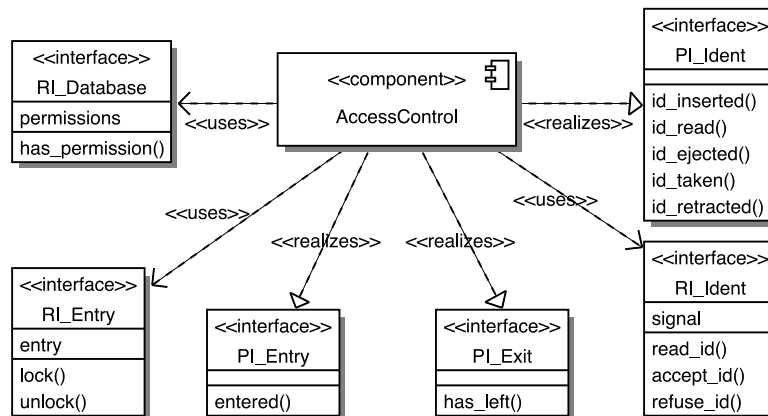 <<interface>>
RI_Database
permissions
has_permission()
<<component>>
AccessControl
<<interface>>
PI_Ident
id_inserted()
id_read()
id_ejected()
id_taken()
id_retracted()
<<uses>>
<<realizes>>
<<uses>>
<<realizes>>
<<realizes>>
<<uses>>
<<interface>>
RI_Entry
entry
lock()
unlock()
<<interface>>
PI_Entry
entered()
<<interface>>
PI_Exit
has_left()
<<interface>>
RI_Ident
signal
read_id()
accept_id()
refuse_id()